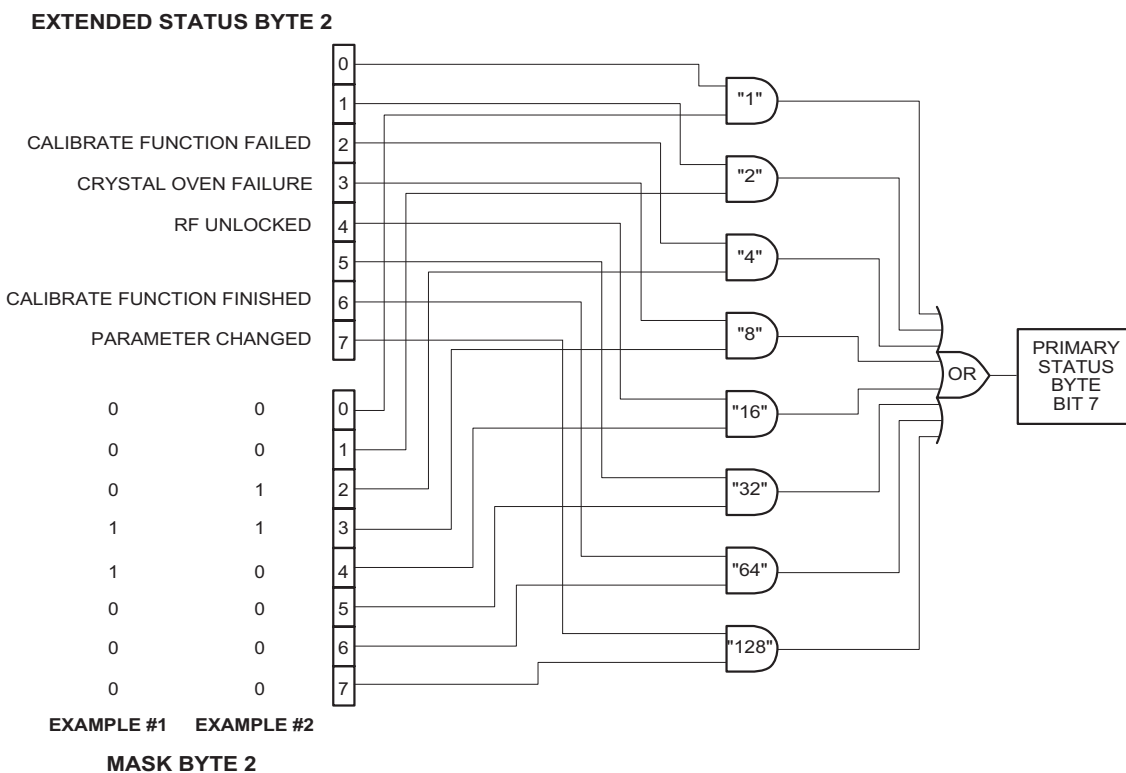 EXTENDED STATUS BYTE 2
0
1
CALIBRATE FUNCTION FAILED 2
CRYSTAL OVEN FAILURE 3
RF UNLOCKED 4
5
CALIBRATE FUNCTION FINISHED 6
PARAMETER CHANGED 7
0 0 0
0 0 1
0 1 2
1 1 3
1 0 4
0 0 5
0 0 6
0 0 7
EXAMPLE #1 EXAMPLE #2
MASK BYTE 2
"1"
"2"
"4"
"8"
"16"
"32"
"64"
"128"
OR
PRIMARY
STATUS
BYTE
BIT 7